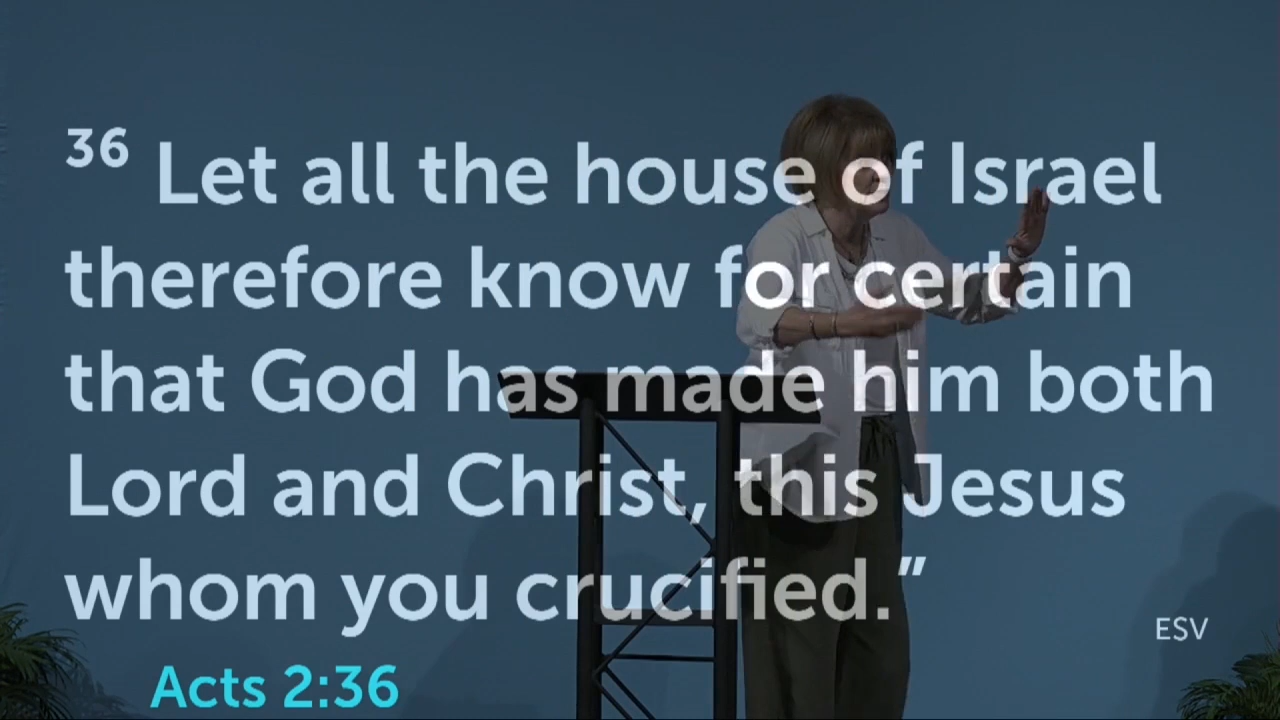 36 Let all the house of Israel
therefore know for certain
that God has made him both
Lord and Christ, this Jesus
whom you crucified.”
ESV
Acts 2:36